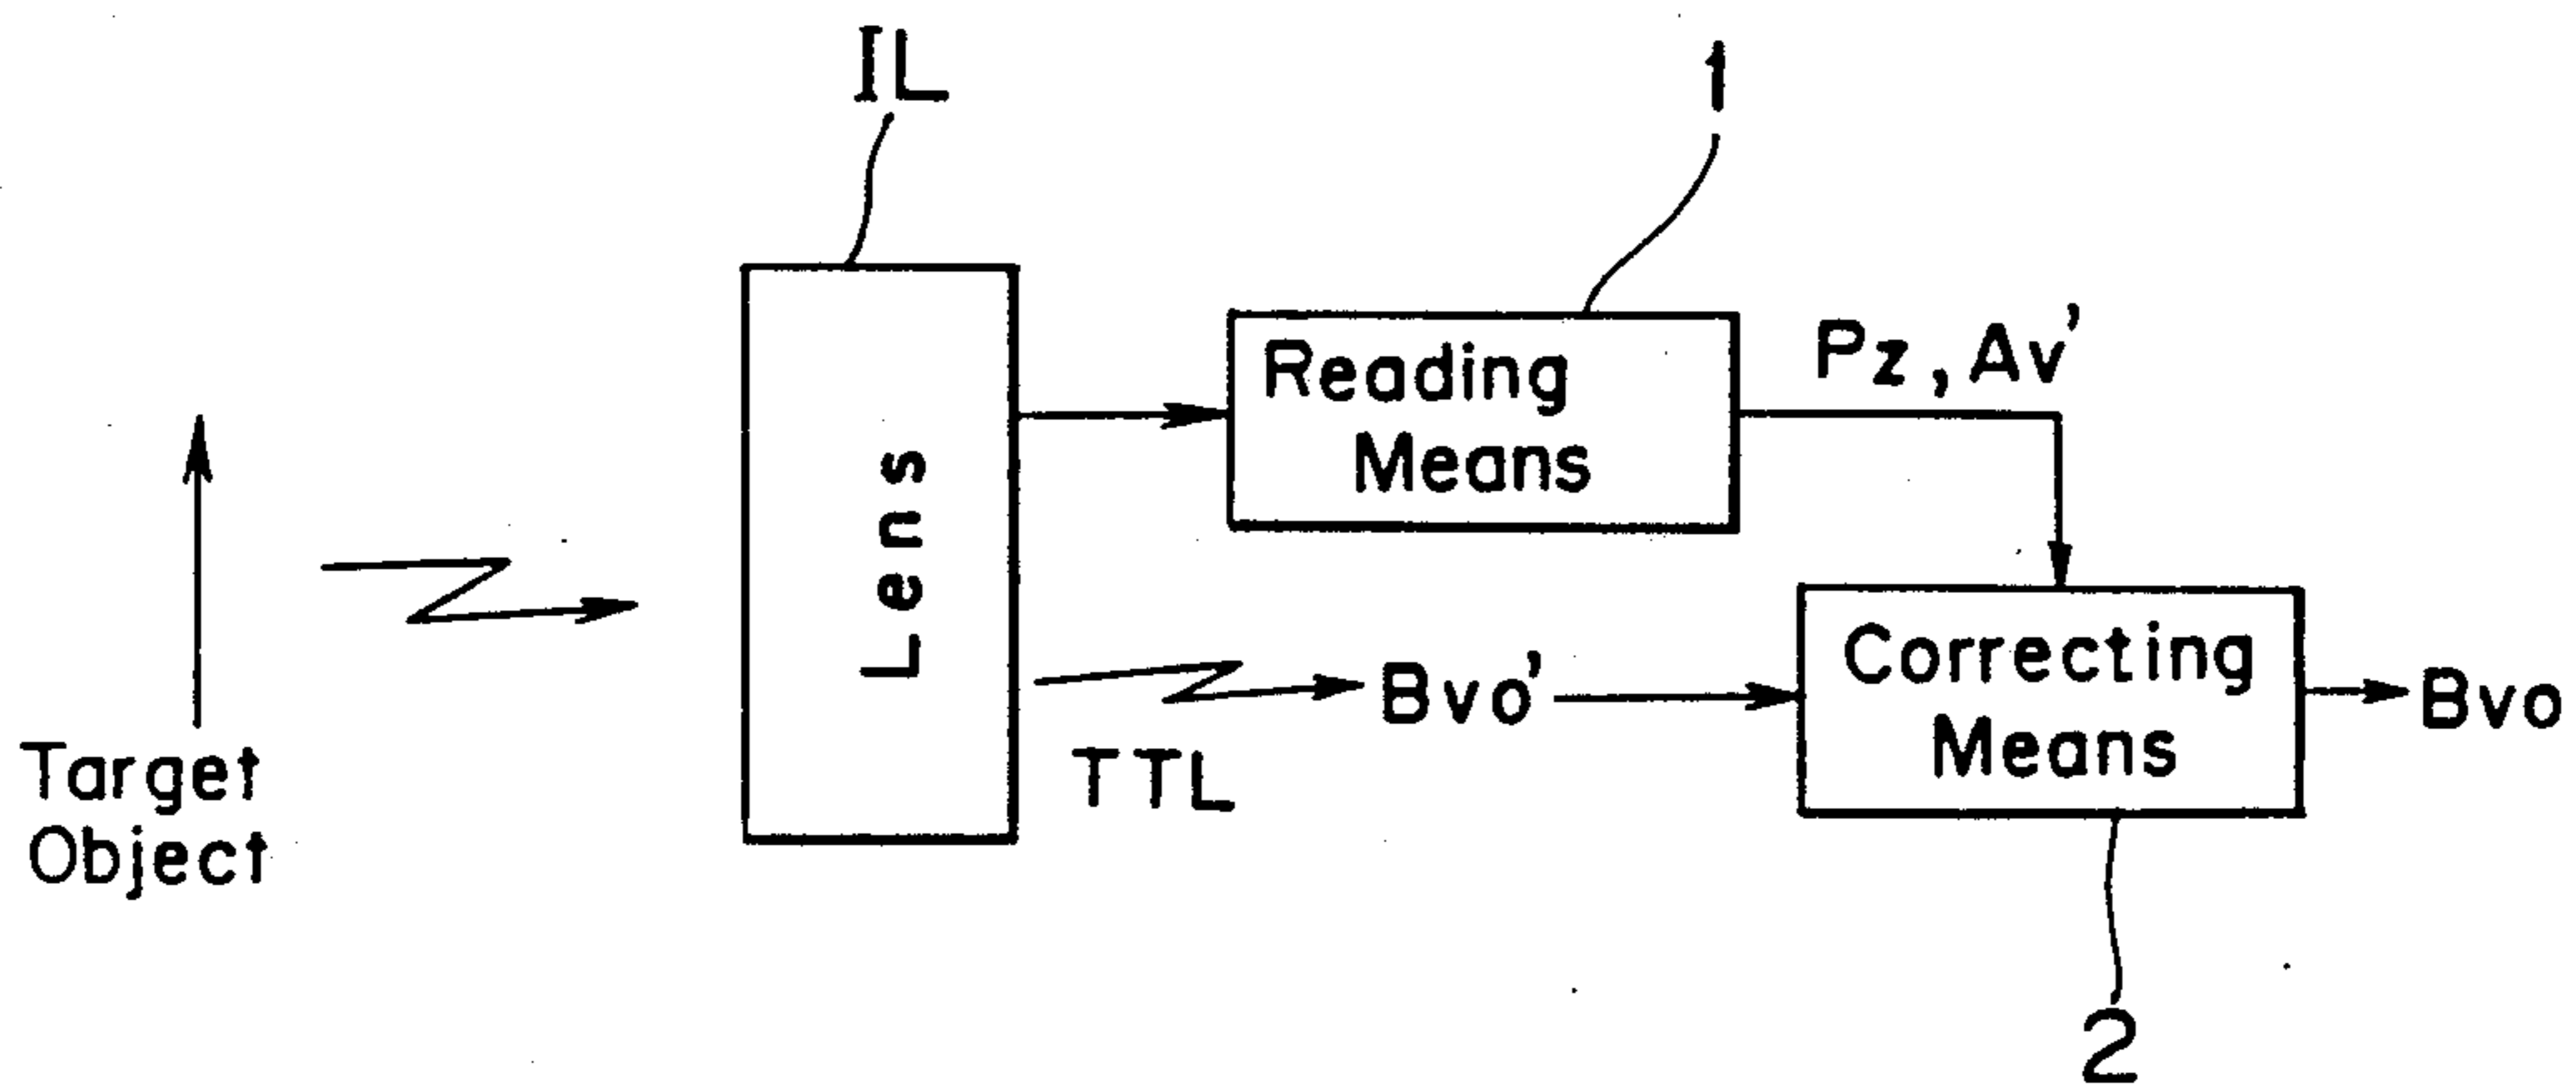 IL
1
Reading
Means
Pz, Av'
Lens
Target
Object
TTL
Bvo'
Correcting
Means
Bvo
2